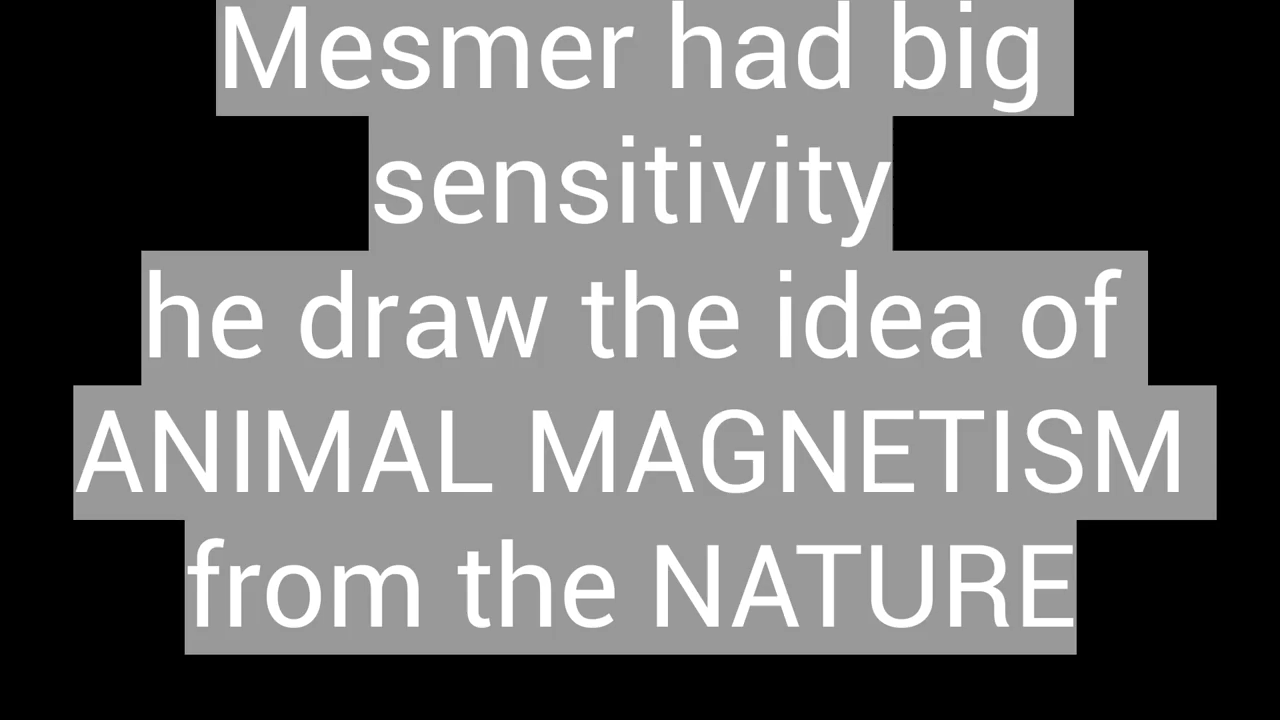 Mesmer had big
sensitivity
he draw the idea of
ANIMAL MAGNETISM
from the NATURE